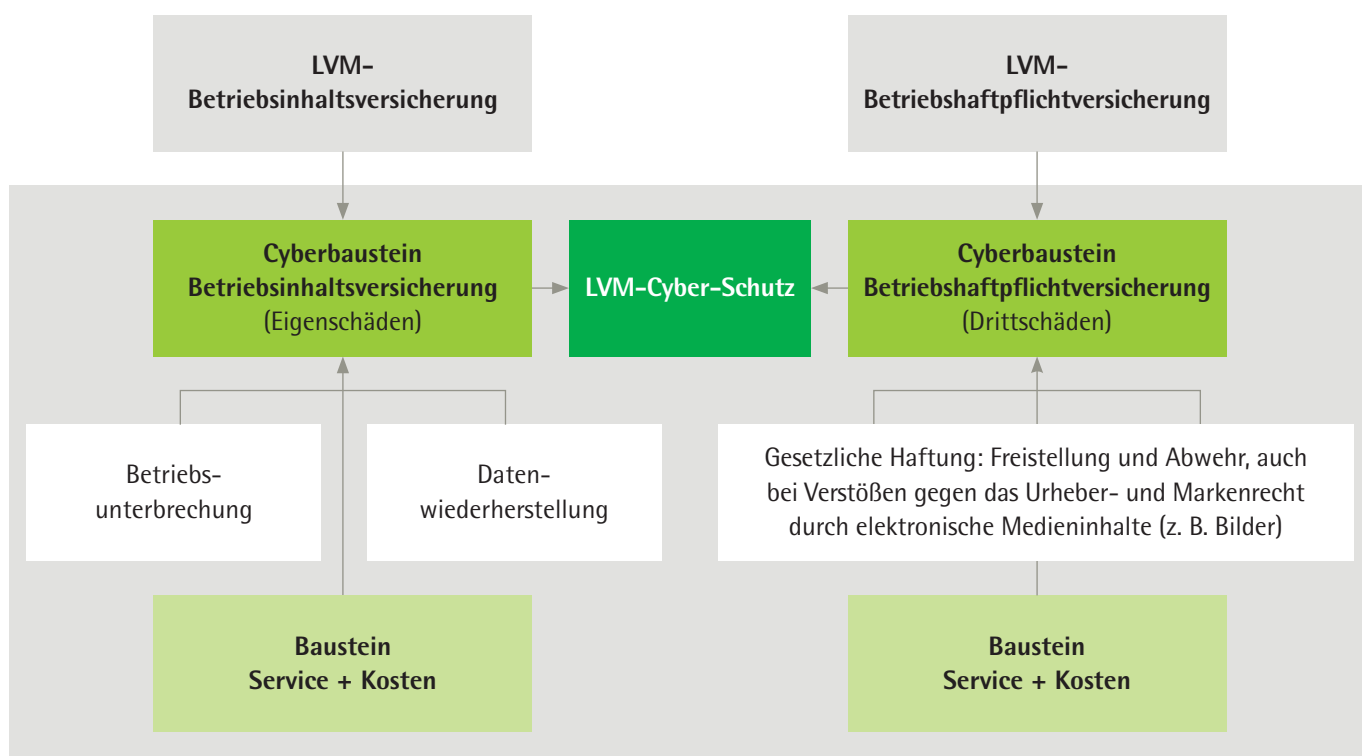 LVM-
Betriebsinhaltsversicherung
LVM-
Betriebshaftpflichtversicherung
Cyberbaustein
Betriebsinhaltsversicherung
(Eigenschäden)
LVM-Cyber-Schutz
Cyberbaustein
Betriebshaftpflichtversicherung
(Drittschäden)
Betriebs-
unterbrechung
Daten-
wiederherstellung
Gesetzliche Haftung: Freistellung und Abwehr, auch
bei Verstößen gegen das Urheber- und Markenrecht
durch elektronische Medieninhalte (z. B. Bilder)
Baustein
Service + Kosten
Baustein
Service + Kosten